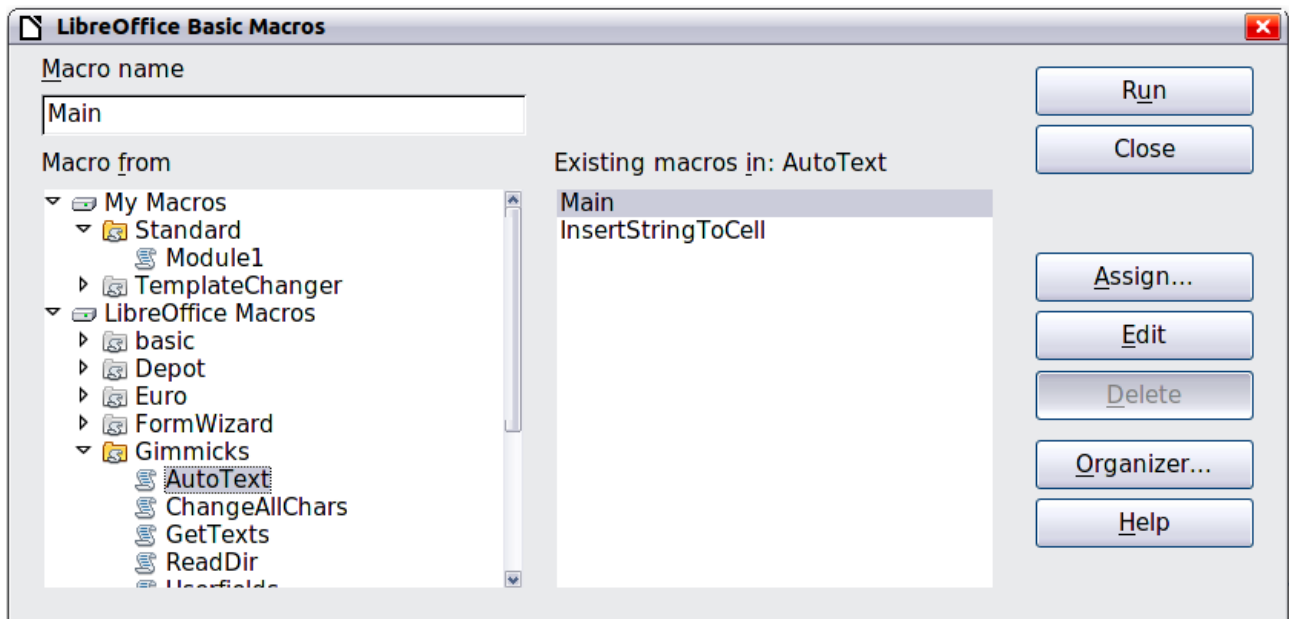 LibreOffice Basic Macros
Macro name
Main
Macro from
My Macros
Standard
Module1
TemplateChanger
LibreOffice Macros
basic
Depot
Euro
FormWizard
Gimmicks
AutoText
ChangeAllChars
GetTexts
ReadDir
Userfields
Existing macros in: AutoText
Main
InsertStringToCell
Run
Close
Assign...
Edit
Delete
Organizer...
Help